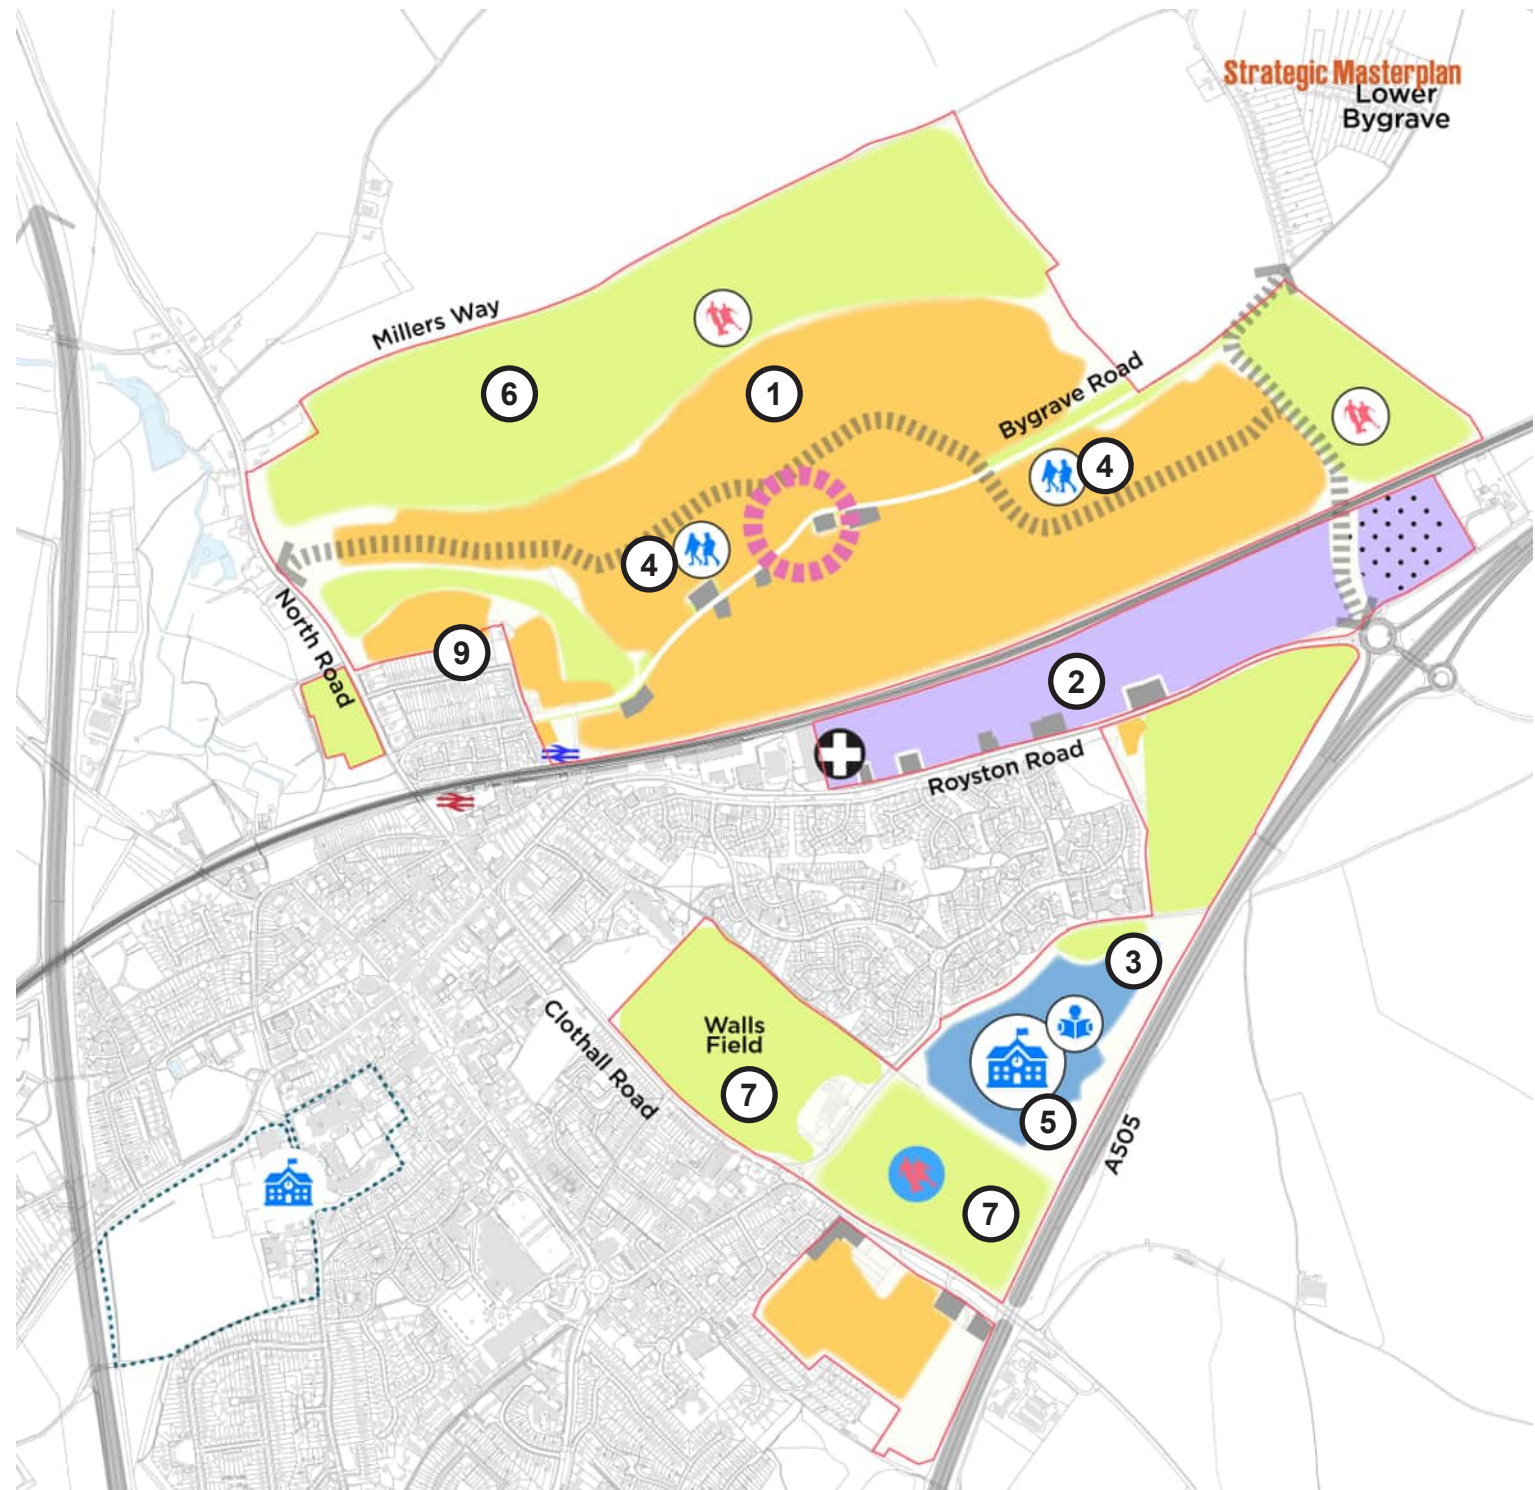 Strategic Masterplan
Lower
Bygrave
Millers Way
6
1
Bygrave Road
4
4
North Road
9
2
Royston Road
3
Walls
Field
Clothall Road
7
5
A505
7